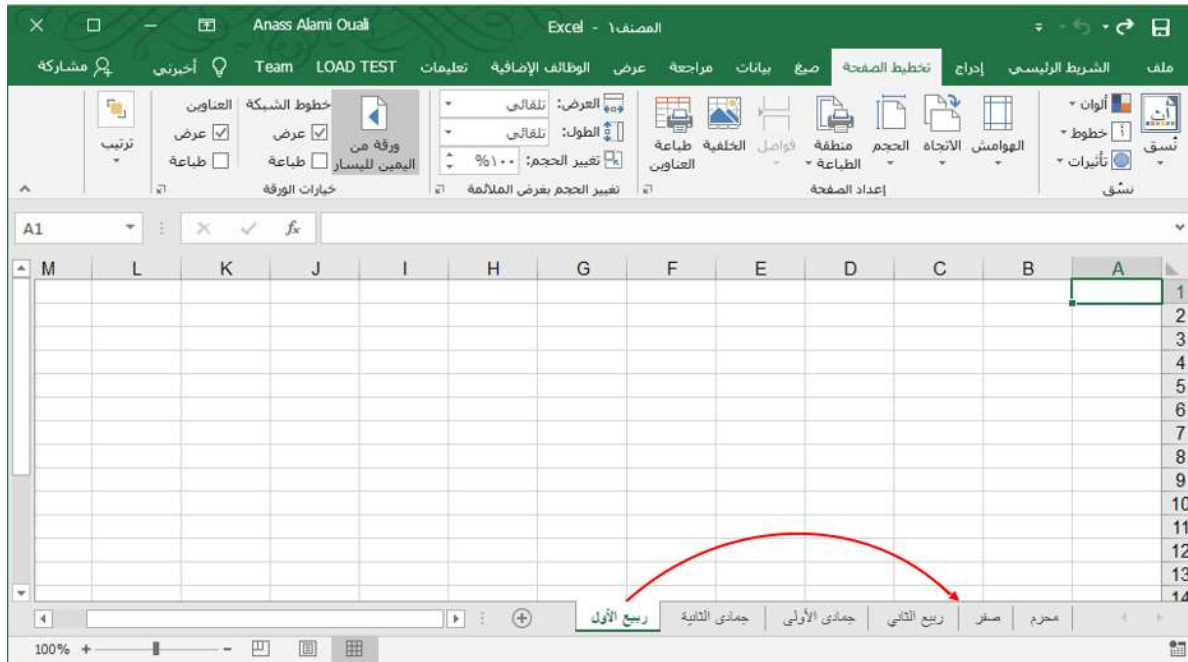 المصنف١ - Excel
Anass Alami Ouali
ملف الشريط الرئيسي إدراج تخطيط الصفحة صيغ بيانات مراجعة عرض الوظائف الإضافية تعليمات LOAD TEST Team أخبرني مشاركة
نسق
ألوان
خطوط
تأثيرات
نسُق
الهوامش
الاتجاه
الحجم
منطقة
الطباعة
فواصل
الخلفية
طباعة
العناوين
إعداد الصفحة
العرض: تلقائي
الطول: تلقائي
تغيير الحجم: ١٠٠%
تغيير الحجم بغرض الملائمة
ورقة من
اليمين لليسار
خطوط الشبكة
عرض
طباعة
العناوين
عرض
طباعة
خيارات الورقة
ترتيب
A1
fx
A B C D E F G H I J K L M
1
2
3
4
5
6
7
8
9
10
11
12
13
14
محرم صفر ربيع الثاني جمادى الأولى جمادى الثانية ربيع الأول
100%